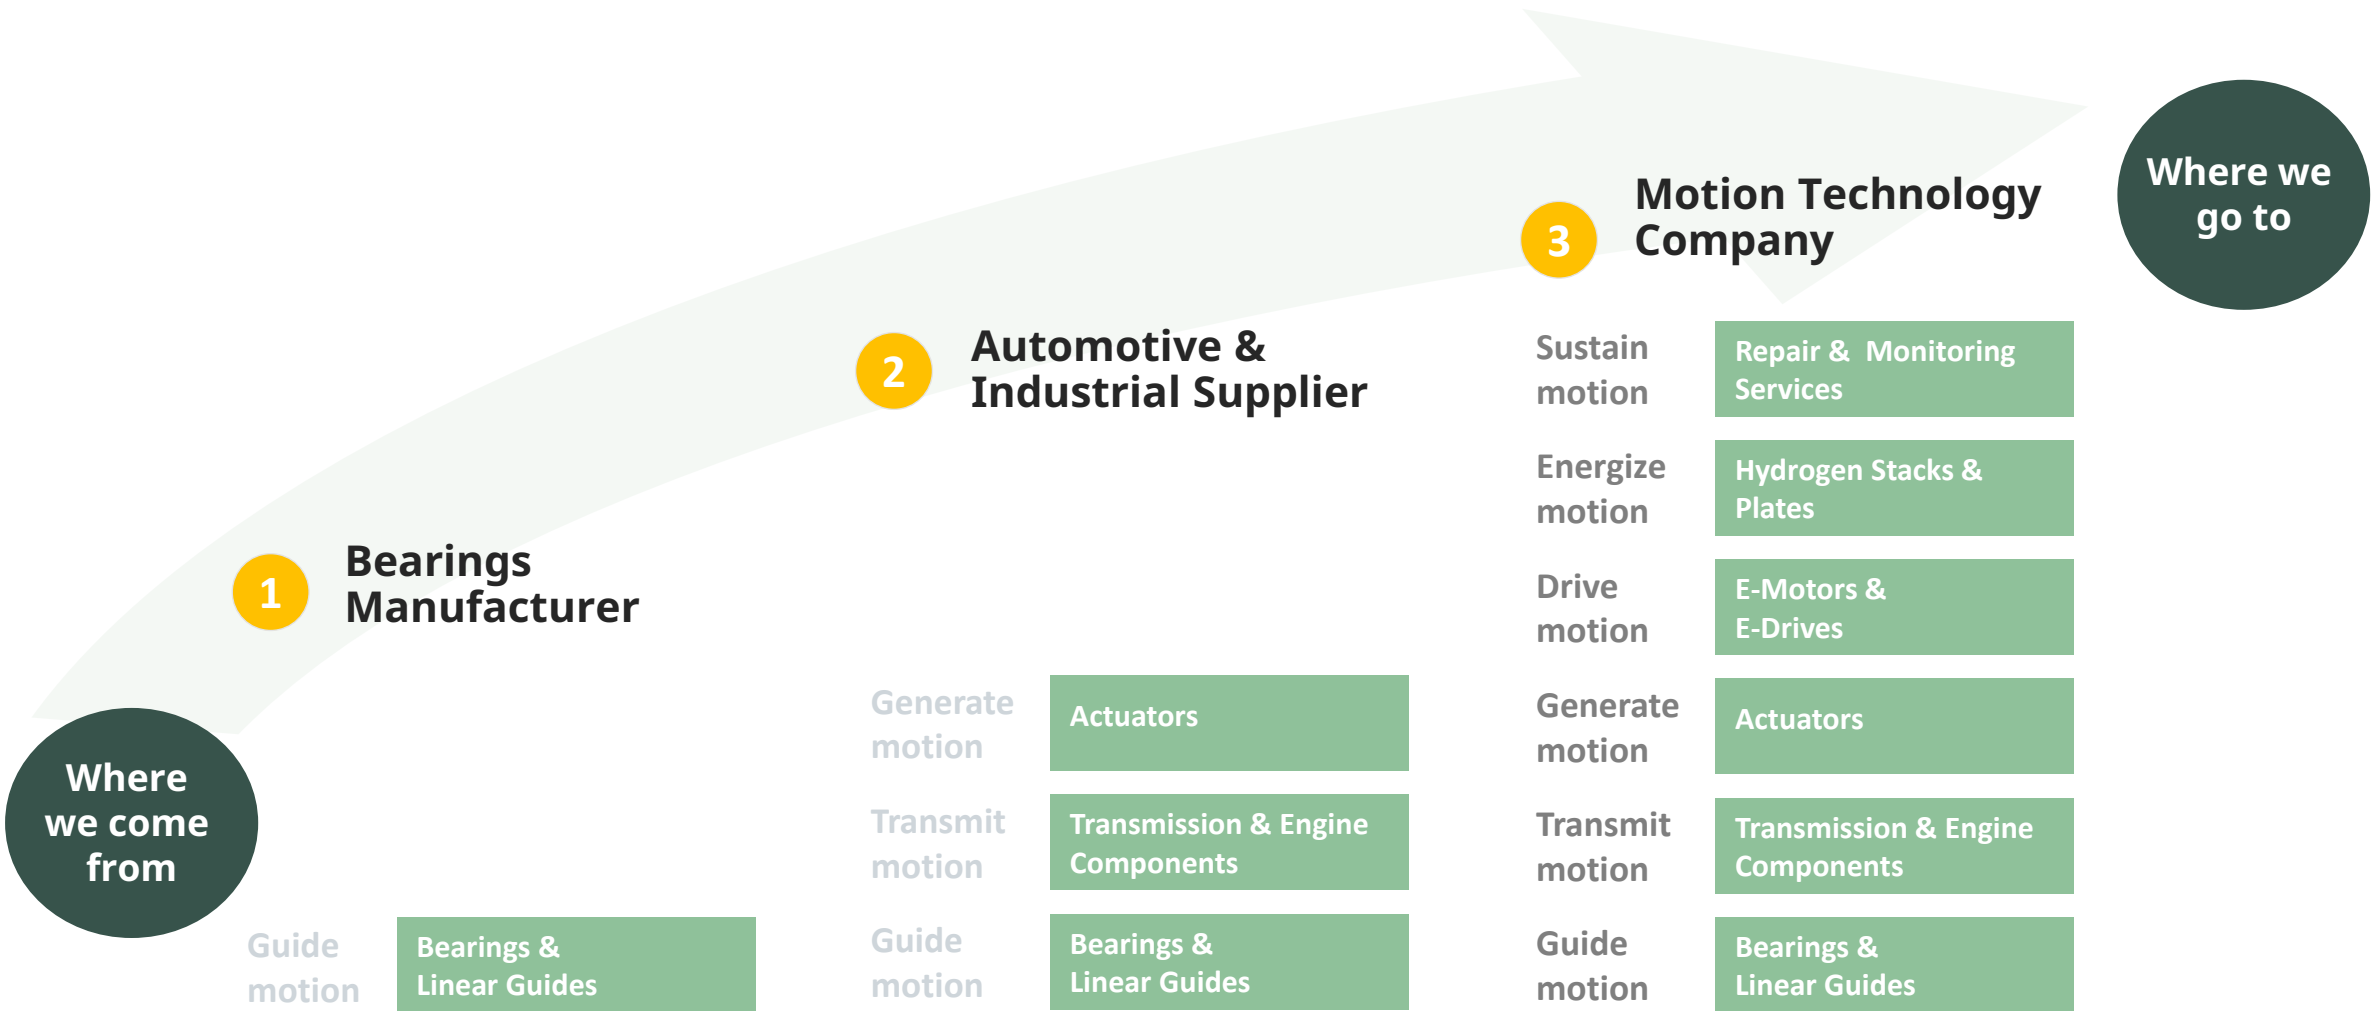 Where we
go to
3
Motion Technology
Company
2
Automotive &
Industrial Supplier
1
Bearings
Manufacturer
Where
we come
from
Guide
motion
Bearings &
Linear Guides
Generate
motion
Actuators
Transmit
motion
Transmission & Engine
Components
Guide
motion
Bearings &
Linear Guides
Sustain
motion
Repair & Monitoring
Services
Energize
motion
Hydrogen Stacks &
Plates
Drive
motion
E-Motors &
E-Drives
Generate
motion
Actuators
Transmit
motion
Transmission & Engine
Components
Guide
motion
Bearings &
Linear Guides